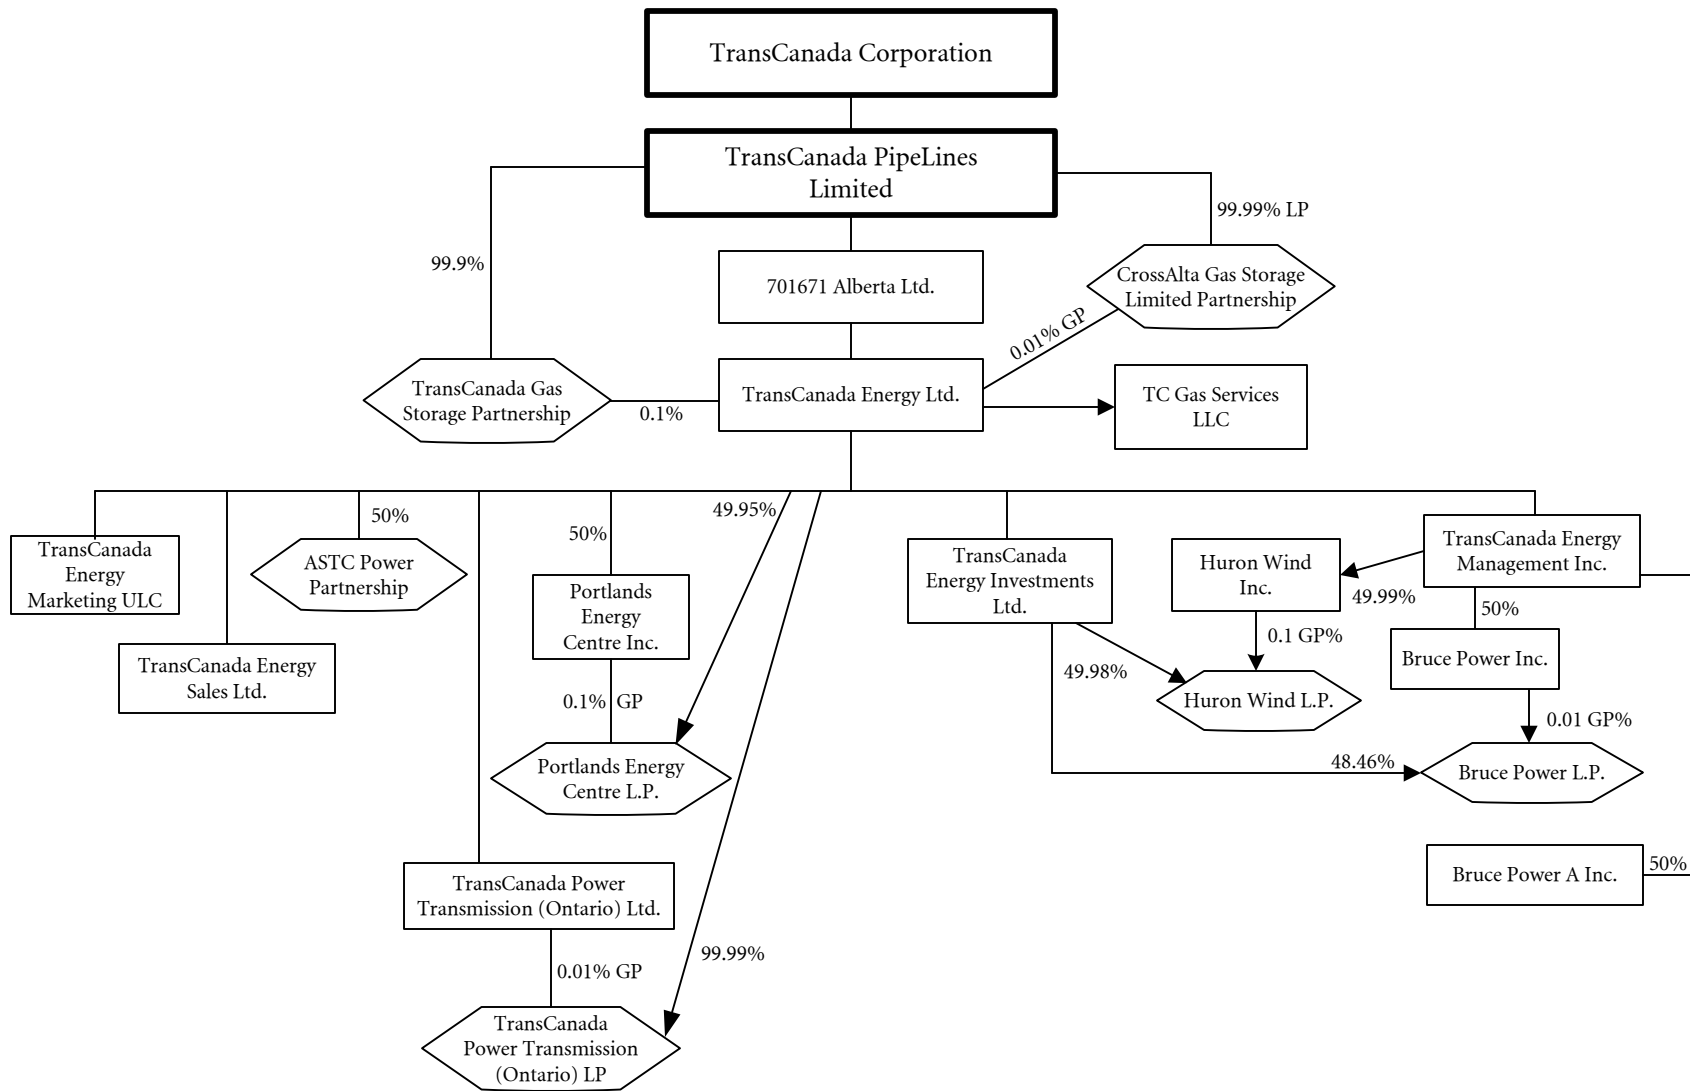 TransCanada Corporation
TransCanada PipeLines
Limited
99.99% LP
99.9%
701671 Alberta Ltd.
CrossAlta Gas Storage
Limited Partnership
0.01% GP
TransCanada Gas
Storage Partnership
0.1%
TransCanada Energy Ltd.
TC Gas Services
LLC
TransCanada
Energy
Marketing ULC
TransCanada Energy
Sales Ltd.
50%
ASTC Power
Partnership
50%
Portlands
Energy
Centre Inc.
0.1% GP
49.95%
Portlands Energy
Centre L.P.
TransCanada Power
Transmission (Ontario) Ltd.
0.01% GP
99.99%
TransCanada
Power Transmission
(Ontario) LP
TransCanada
Energy Investments
Ltd.
49.98%
48.46%
Huron Wind
Inc.
49.99%
0.1 GP%
Huron Wind L.P.
TransCanada Energy
Management Inc.
50%
Bruce Power Inc.
0.01 GP%
Bruce Power L.P.
Bruce Power A Inc.
50%